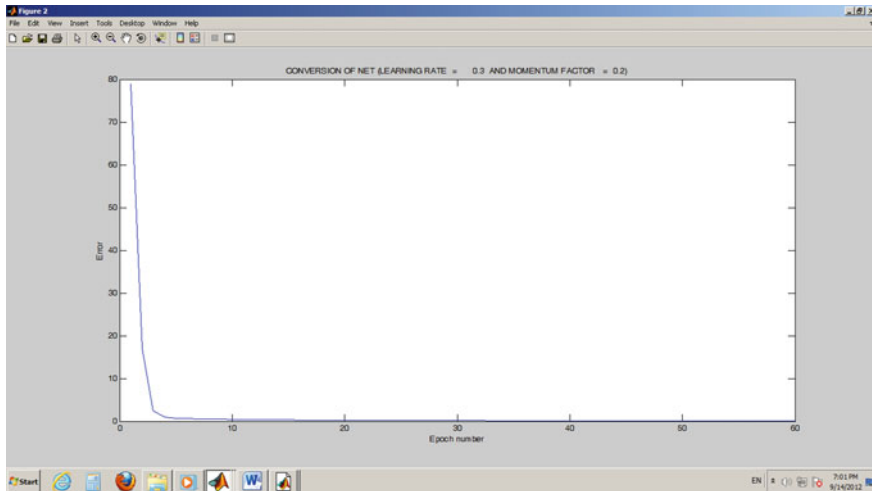 Figure 2
File Edit View Insert Tools Desktop Window Help
CONVERSION OF NET (LEARNING RATE = 0.3 AND MOMENTUM FACTOR = 0.2)
80
70
60
50
40
30
20
10
0
Error
0 10 20 30 40 50 60
Epoch number
Start
W
EN
7:01 PM
9/14/2012